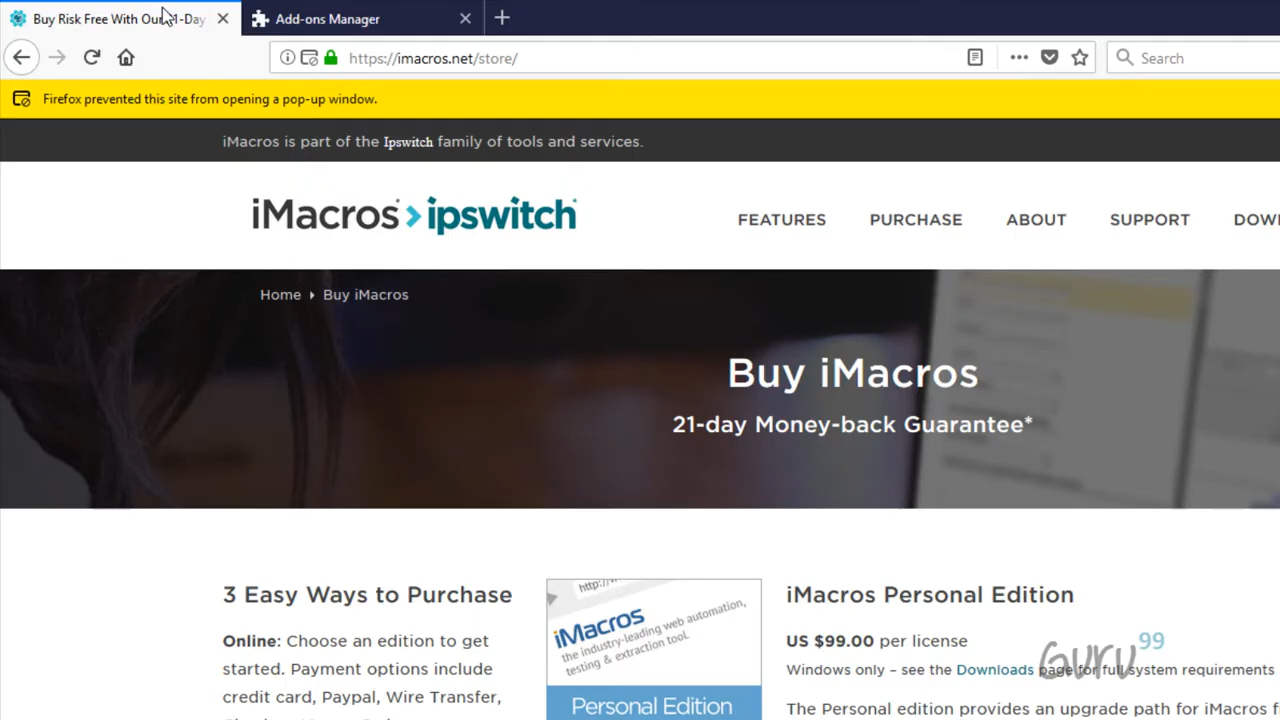 Buy Risk Free With Our 21-Day
Add-ons Manager
https://imacros.net/store/
Search
Firefox prevented this site from opening a pop-up window.
iMacros is part of the Ipswitch family of tools and services.
iMacros ipswitch
FEATURES
PURCHASE
ABOUT
SUPPORT
DOW
Home Buy iMacros
Buy iMacros
21-day Money-back Guarantee*
3 Easy Ways to Purchase
Online: Choose an edition to get
started. Payment options include
credit card, Paypal, Wire Transfer,
http://
iMacros
the industry-leading web automation,
testing & extraction tool.
Personal Edition
iMacros Personal Edition
US $99.00 per license
Windows only – see the Downloads page for full system requirements
The Personal edition provides an upgrade path for iMacros f
Guru99